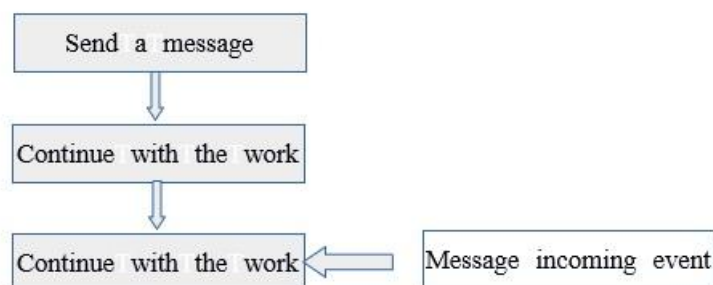 Send a message
Continue with the work
Continue with the work
Message incoming event